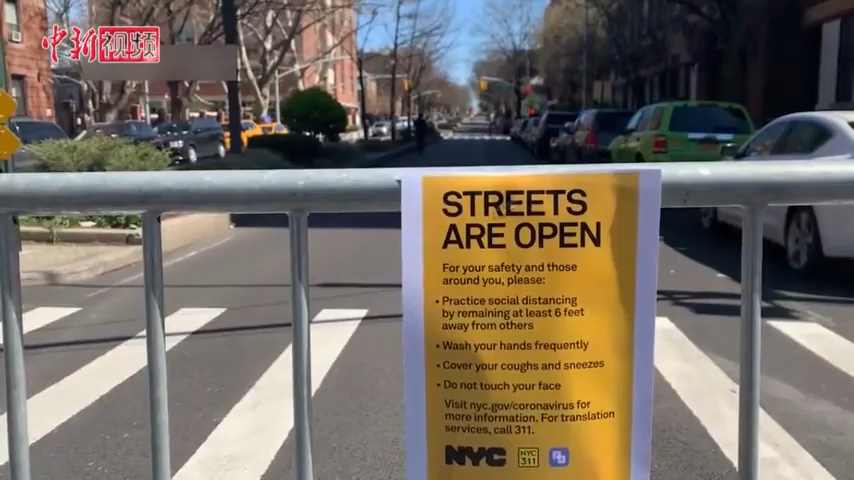 中新视频
STREETS
ARE OPEN
For your safety and those
around you, please:
• Practice social distancing
by remaining at least 6 feet
away from others
• Wash your hands frequently
• Cover your coughs and sneezes
• Do not touch your face
Visit nyc.gov/coronavirus for
more information. For translation
services, call 311.
NYC
NYC
311